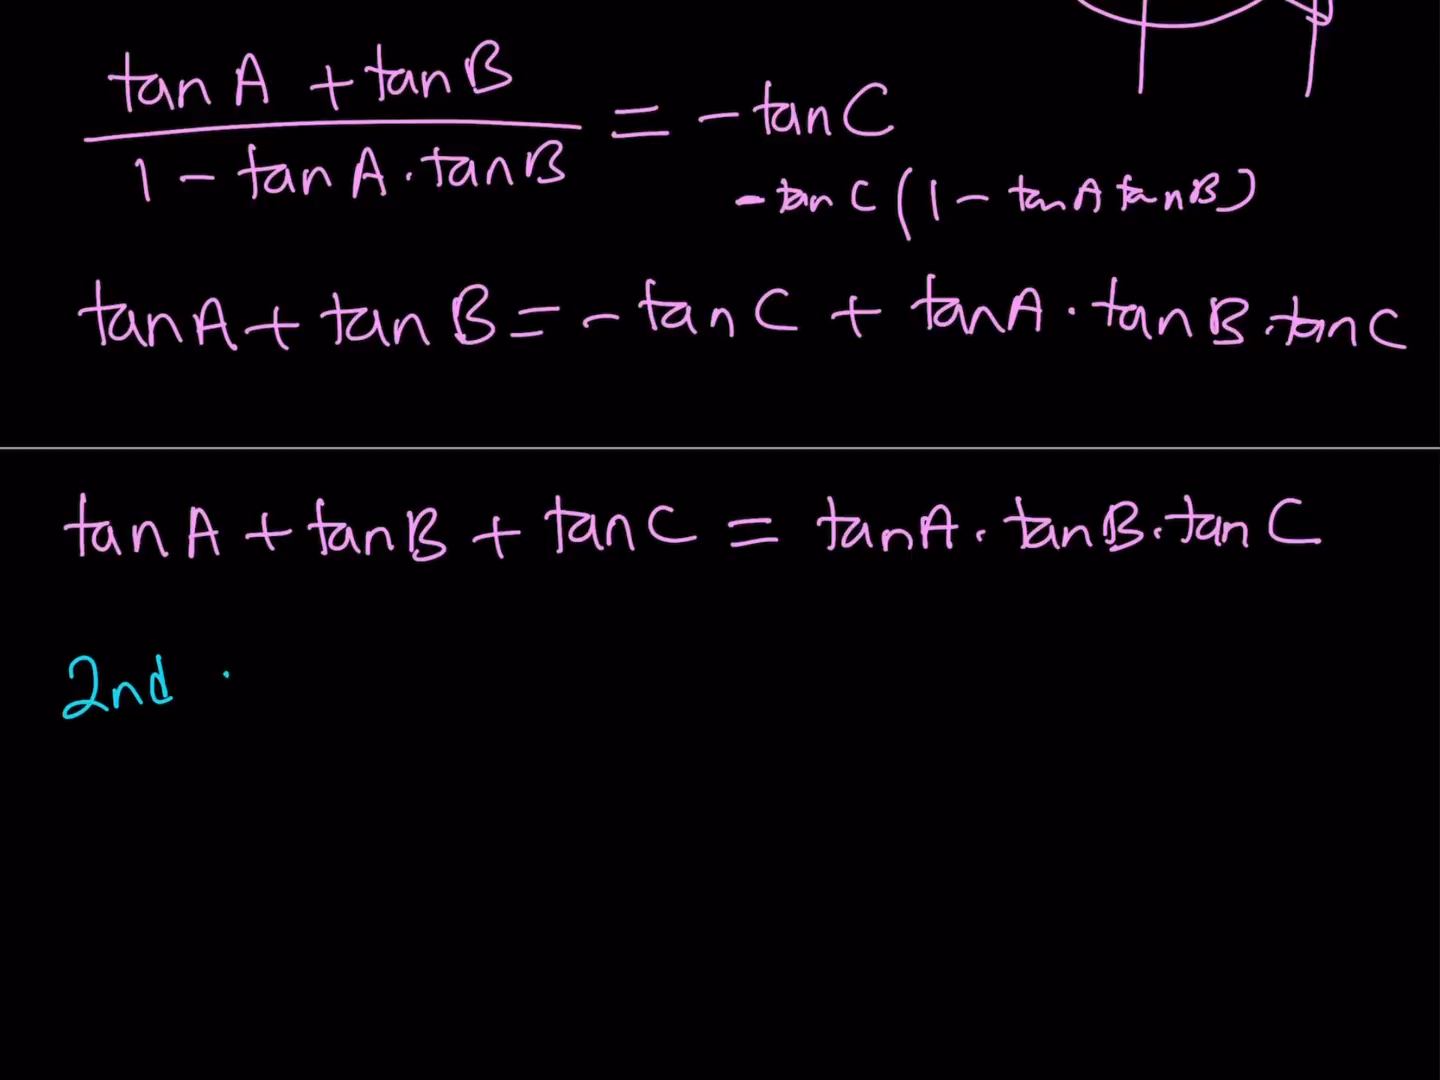 tan A + tan B
1 - tan A . tan B
= - tan C
- tan C (1 - tan A tan B)
tan A + tan B = - tan C + tan A . tan B . tan C
tan A + tan B + tan C = tan A . tan B . tan C
2nd .